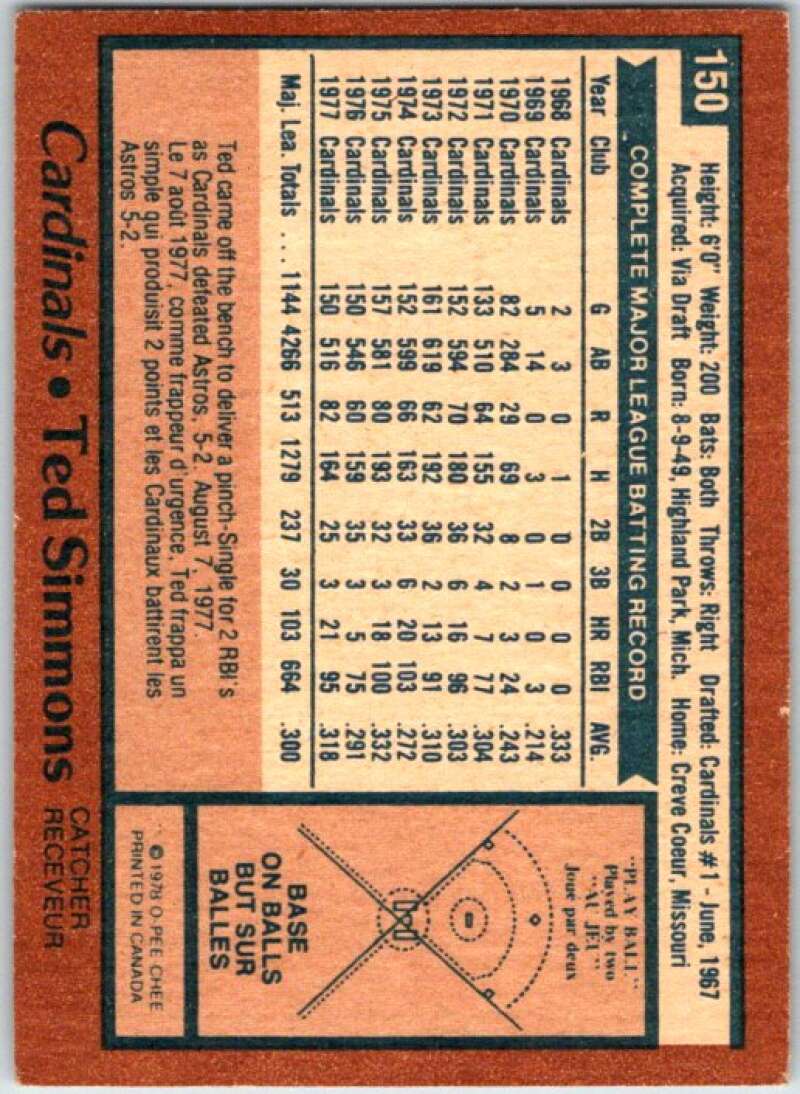 150
Height: 6'0" Weight: 200 Bats: Both Throws: Right Drafted: Cardinals #1 - June, 1967
Acquired: Via Draft Born: 8-9-49, Highland Park, Mich. Home: Creve Coeur, Missouri
COMPLETE MAJOR LEAGUE BATTING RECORD
Year Club G AB R H 2B 3B HR RBI AVG.
1968 Cardinals 2 3 0 1 0 0 0 0 .333
1969 Cardinals 5 14 0 3 0 1 0 3 .214
1970 Cardinals 82 284 29 69 8 2 3 24 .243
1971 Cardinals 133 510 64 155 32 4 7 77 .304
1972 Cardinals 152 594 70 180 36 6 16 96 .303
1973 Cardinals 161 619 62 192 36 2 13 91 .310
1974 Cardinals 152 599 66 163 33 6 20 103 .272
1975 Cardinals 157 581 80 193 32 3 18 100 .332
1976 Cardinals 150 546 60 159 35 3 5 75 .291
1977 Cardinals 150 516 82 164 25 3 21 95 .318
Maj. Lea. Totals ... 1144 4266 513 1279 237 30 103 664 .300
Ted came off the bench to deliver a pinch-Single for 2 RBI's
as Cardinals defeated Astros, 5-2. August 7, 1977.
Le 7 août 1977, comme frappeur d'urgence, Ted frappa un
simple qui produisit 2 points et les Cardinaux battirent les
Astros 5-2.
"PLAY BALL"
Played by two
"AU JEU"
Joué par deux
BASE
ON BALLS
BUT SUR
BALLES
© 1978 O-PEE-CHEE
PRINTED IN CANADA
Cardinals • Ted Simmons
CATCHER
RECEVEUR